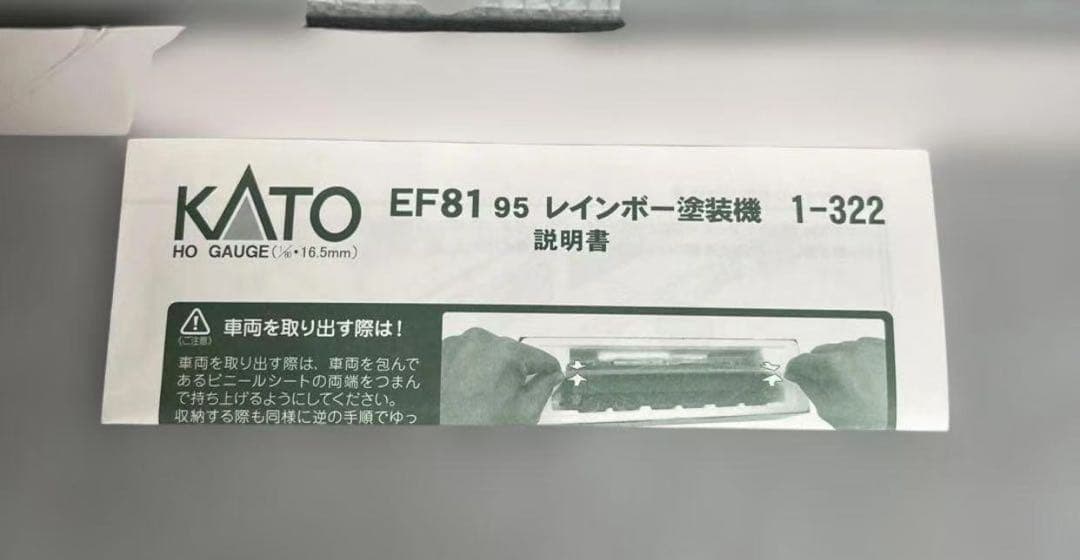 KATO
HO GAUGE(1/80・16.5mm)
EF81 95 レインボー塗装機 1-322
説明書
《ご注意》
車両を取り出す際は!
車両を取り出す際は、車両を包んで
あるビニールシートの両端をつまん
で持ち上げるようにしてください。
収納する際も同様に逆の手順でゆっ